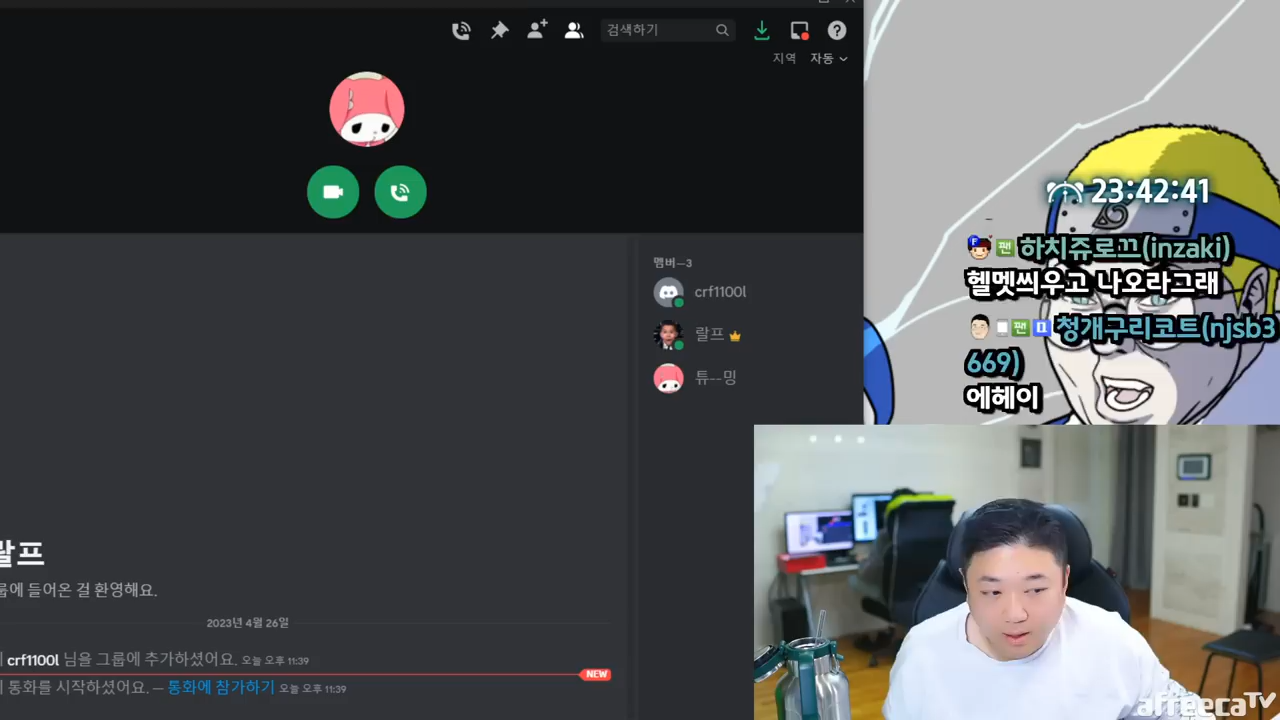 검색하기
지역 자동
멤버—3
crf1100l
랄프
튜--밍
랄프
룹에 들어온 걸 환영해요.
2023년 4월 26일
crf1100l 님을 그룹에 추가하셨어요. 오늘 오후 11:39
NEW
통화를 시작하셨어요. — 통화에 참가하기 오늘 오후 11:39
23:42:41
F 팬 하치쥬로끄(inzaki)
헬멧씌우고 나오라그래
팬 청개구리코트(njsb3
669)
에헤이
afreecaTV